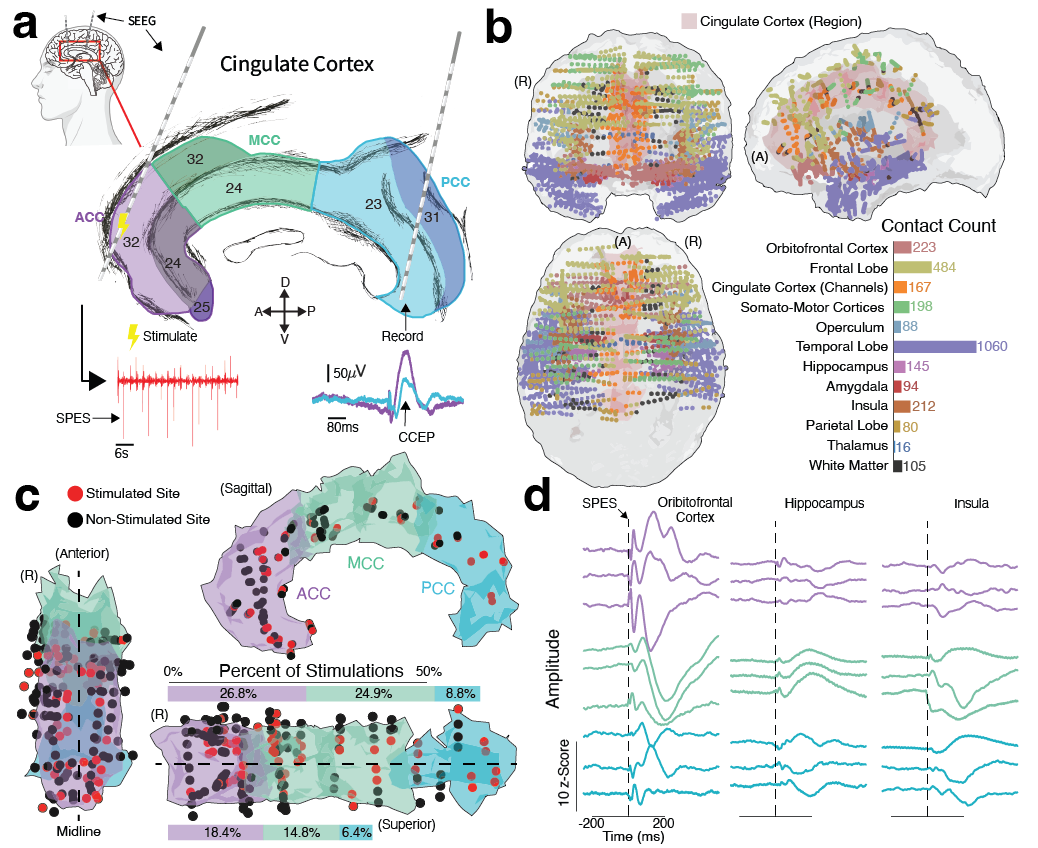 a
SEEG
Cingulate Cortex
MCC
32
24
ACC
32
24
25
23
31
PCC
D
A
P
V
Stimulate
Record
SPES
6s
50μV
80ms
CCEP
b
Cingulate Cortex (Region)
(R)
(A)
(A)
(R)
Contact Count
Orbitofrontal Cortex 223
Frontal Lobe 484
Cingulate Cortex (Channels) 167
Somato-Motor Cortices 198
Operculum 88
Temporal Lobe 1060
Hippocampus 145
Amygdala 94
Insula 212
Parietal Lobe 80
Thalamus 16
White Matter 105
c
Stimulated Site
Non-Stimulated Site
(Sagittal)
(Anterior)
(R)
Midline
ACC
MCC
PCC
0% Percent of Stimulations 50%
26.8% 24.9% 8.8%
(R)
(Superior)
18.4% 14.8% 6.4%
d
SPES
Oribitofrontal
Cortex
Hippocampus
Insula
Amplitude
10 z-Score
-200 200
Time (ms)